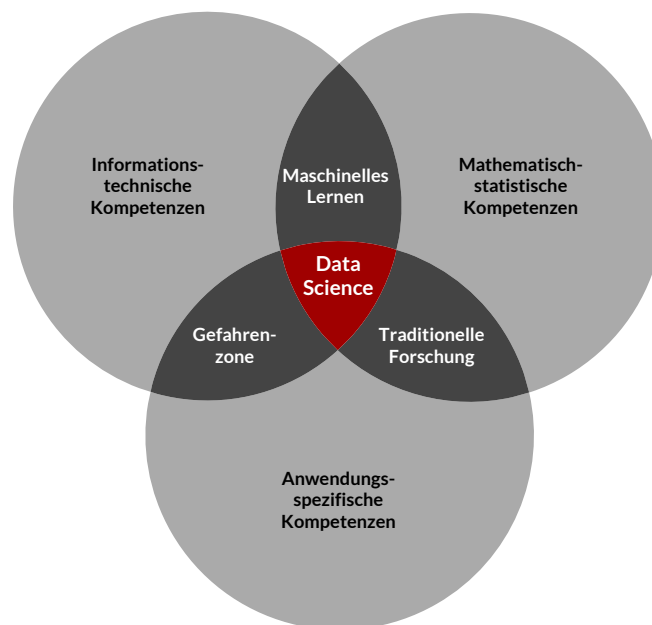 Informations-
technische
Kompetenzen
Maschinelles
Lernen
Mathematisch-
statistische
Kompetenzen
Data
Science
Gefahren-
zone
Traditionelle
Forschung
Anwendungs-
spezifische
Kompetenzen